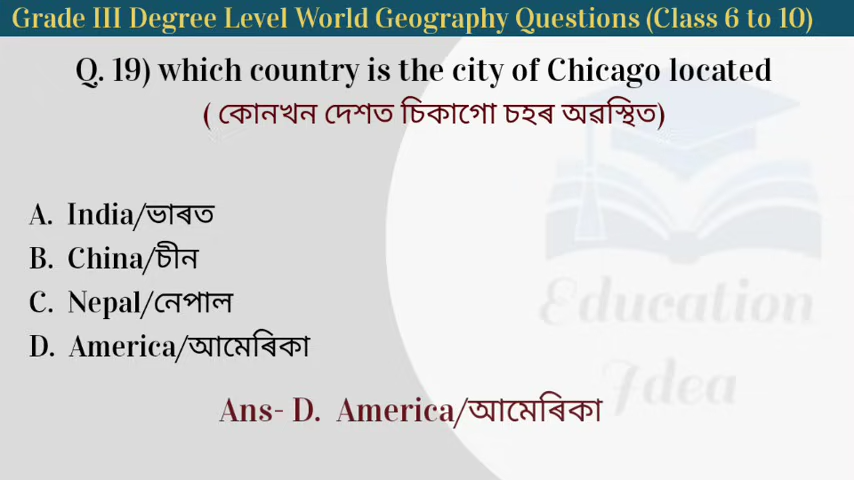 Grade III Degree Level World Geography Questions (Class 6 to 10)
Q. 19) which country is the city of Chicago located
( কোনখন দেশত চিকাগো চহৰ অৱস্থিত)
A. India/ভাৰত
B. China/চীন
C. Nepal/নেপাল
D. America/আমেৰিকা
Education
Idea
Ans- D. America/আমেৰিকা